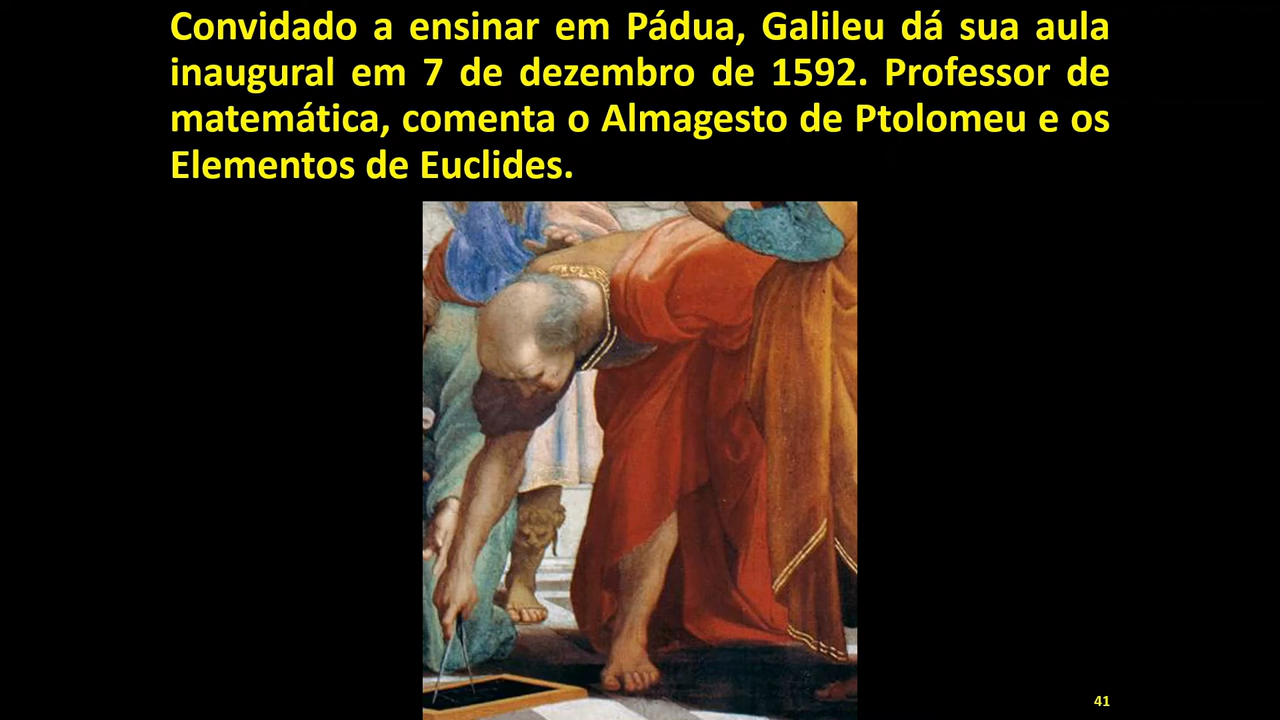 Convidado a ensinar em Pádua, Galileu dá sua aula
inaugural em 7 de dezembro de 1592. Professor de
matemática, comenta o Almagesto de Ptolomeu e os
Elementos de Euclides.
41